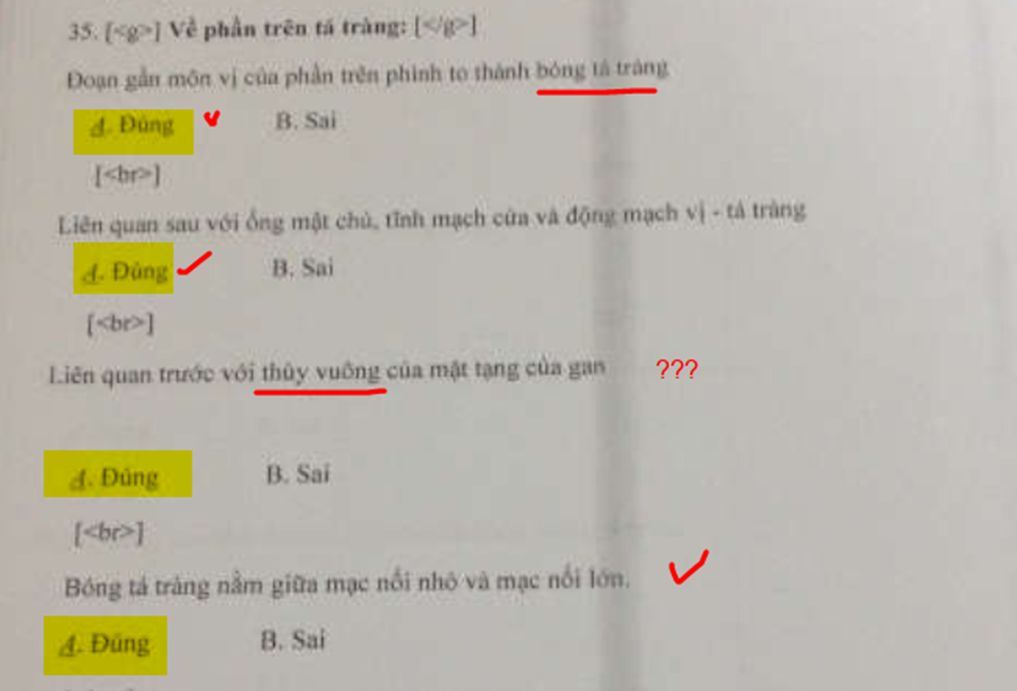 35. [<g>] Về phần trên tá tràng: [</g>]
Đoạn gần môn vị của phần trên phình to thành bóng tá tràng
A. Đúng B. Sai
[<br>]
Liên quan sau với ống mật chủ, tĩnh mạch cửa và động mạch vị - tá tràng
A. Đúng B. Sai
[<br>]
Liên quan trước với thùy vuông của mặt tạng của gan ???
A. Đúng B. Sai
[<br>]
Bóng tá tràng nằm giữa mạc nối nhỏ và mạc nối lớn.
A. Đúng B. Sai